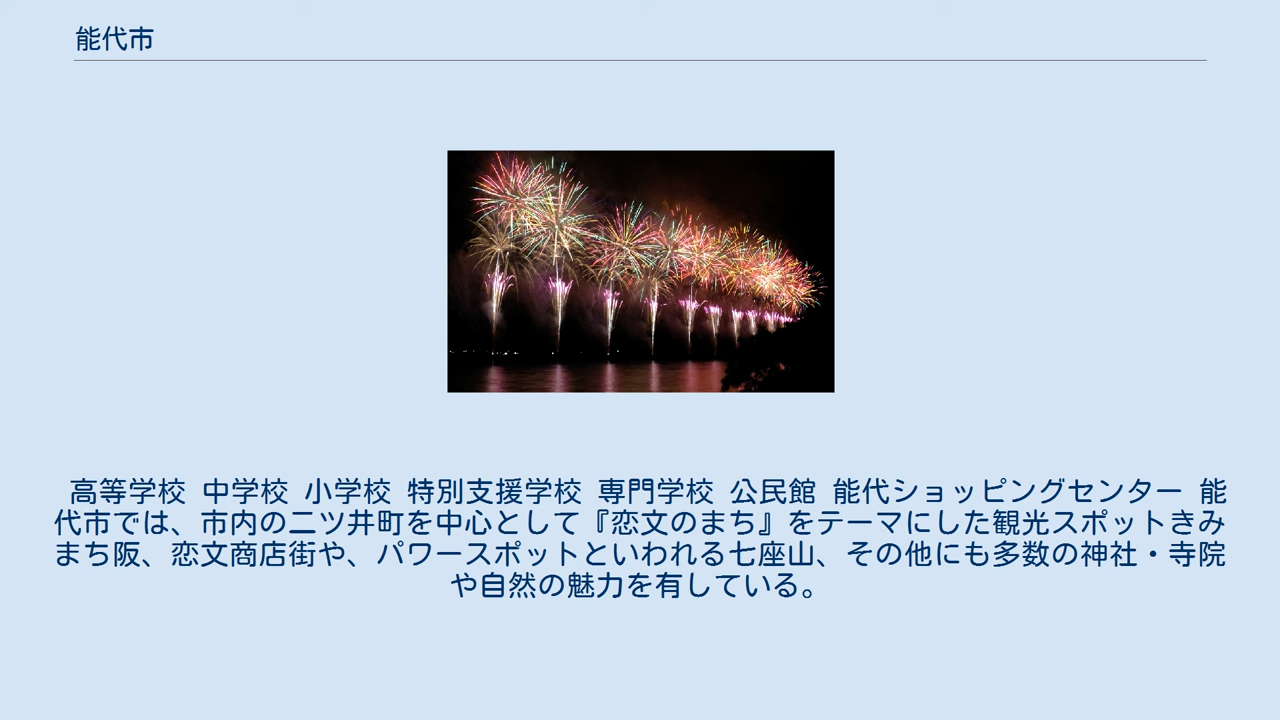 能代市
高等学校 中学校 小学校 特別支援学校 専門学校 公民館 能代ショッピングセンター 能
代市では、市内の二ツ井町を中心として『恋文のまち』をテーマにした観光スポットきみ
まち阪、恋文商店街や、パワースポットといわれる七座山、その他にも多数の神社・寺院
や自然の魅力を有している。